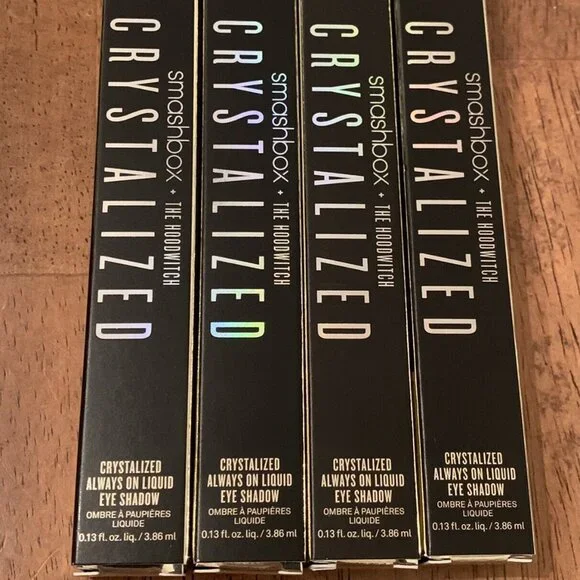 CRYSTALIZED
smashbox + THE HOODWITCH
CRYSTALIZED
ALWAYS ON LIQUID
EYE SHADOW
OMBRE À PAUPIÈRES
LIQUIDE
0.13 fl. oz. liq. / 3.86 ml
CRYSTALIZED
smashbox + THE HOODWITCH
CRYSTALIZED
ALWAYS ON LIQUID
EYE SHADOW
OMBRE À PAUPIÈRES
LIQUIDE
0.13 fl. oz. liq. / 3.86 ml
CRYSTALIZED
smashbox + THE HOODWITCH
CRYSTALIZED
ALWAYS ON LIQUID
EYE SHADOW
OMBRE À PAUPIÈRES
LIQUIDE
0.13 fl. oz. liq. / 3.86 ml
CRYSTALIZED
smashbox + THE HOODWITCH
CRYSTALIZED
ALWAYS ON LIQUID
EYE SHADOW
OMBRE À PAUPIÈRES
LIQUIDE
0.13 fl. oz. liq. / 3.86 ml